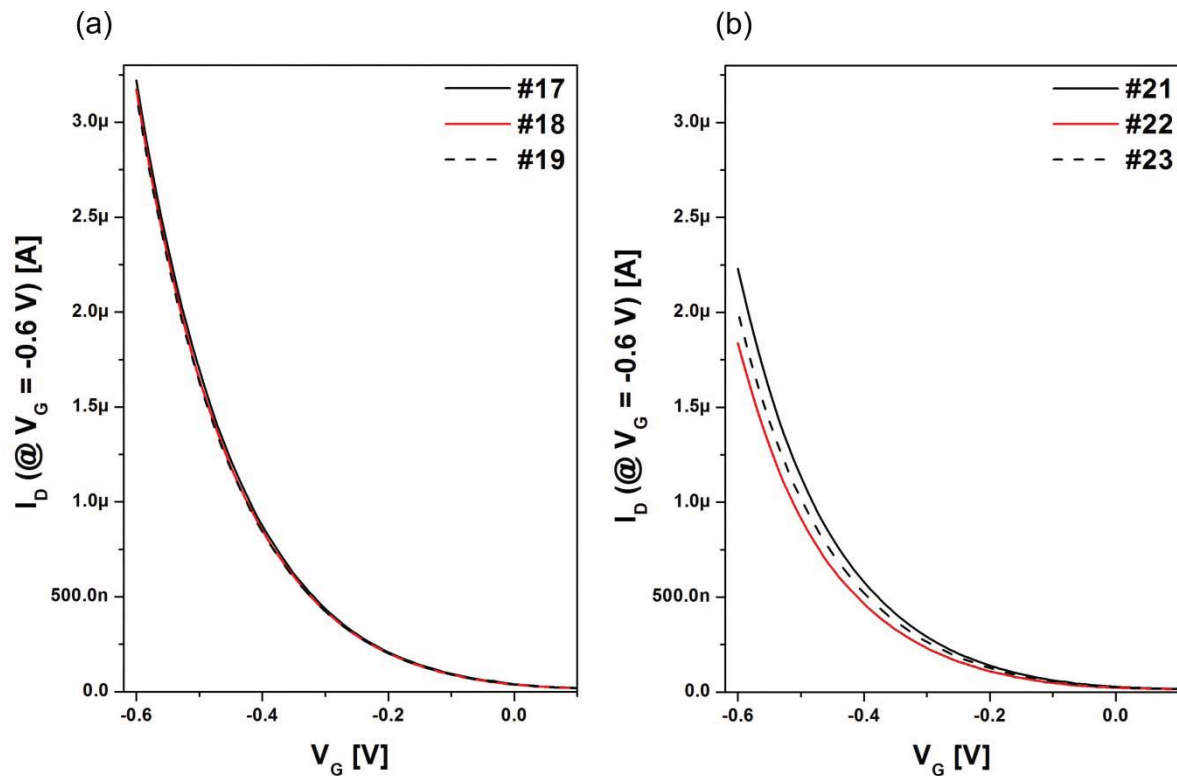 (a)
I_D (@ V_G = -0.6 V) [A]
3.0µ
2.5µ
2.0µ
1.5µ
1.0µ
500.0n
0.0
#17
#18
#19
-0.6
-0.4
-0.2
0.0
V_G [V]
(b)
I_D (@ V_G = -0.6 V) [A]
3.0µ
2.5µ
2.0µ
1.5µ
1.0µ
500.0n
0.0
#21
#22
#23
-0.6
-0.4
-0.2
0.0
V_G [V]